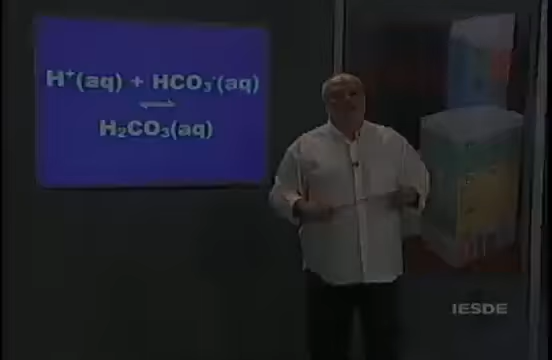 H⁺(aq) + HCO₃⁻(aq)
⇌
H₂CO₃(aq)
IESDE